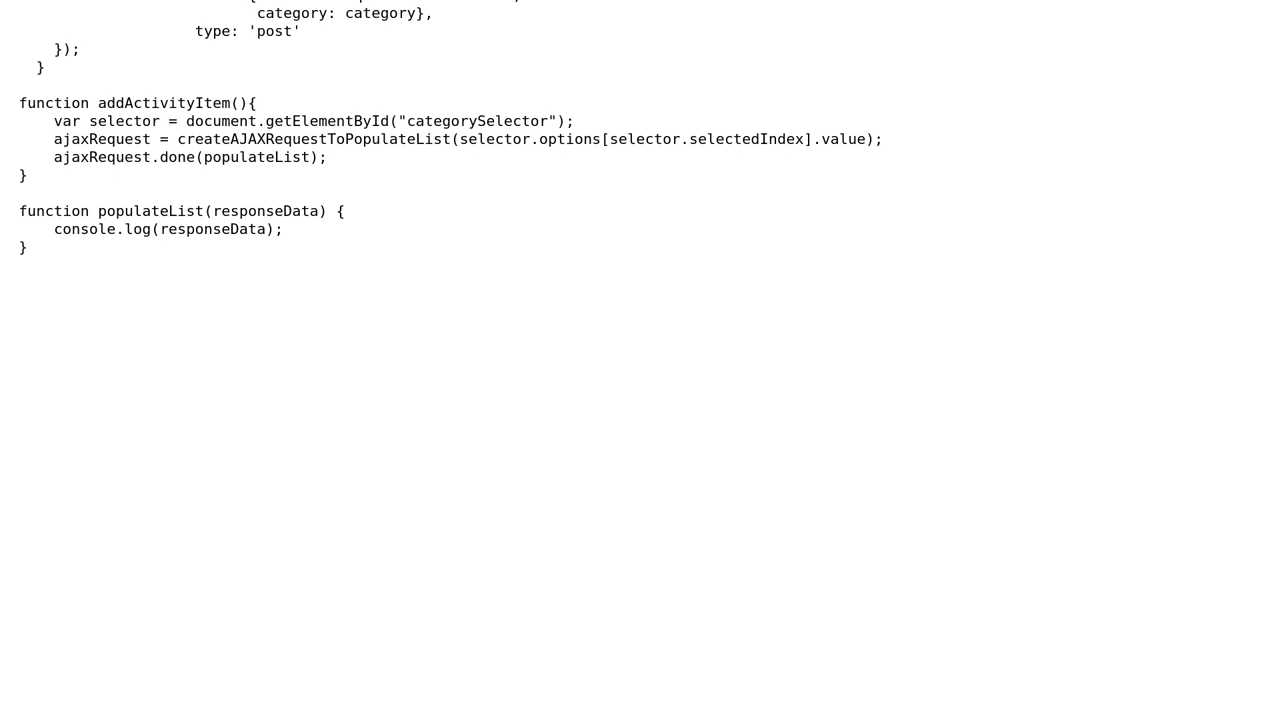 category: category},
type: 'post'
});
}
function addActivityItem(){
var selector = document.getElementById("categorySelector");
ajaxRequest = createAJAXRequestToPopulateList(selector.options[selector.selectedIndex].value);
ajaxRequest.done(populateList);
}
function populateList(responseData) {
console.log(responseData);
}